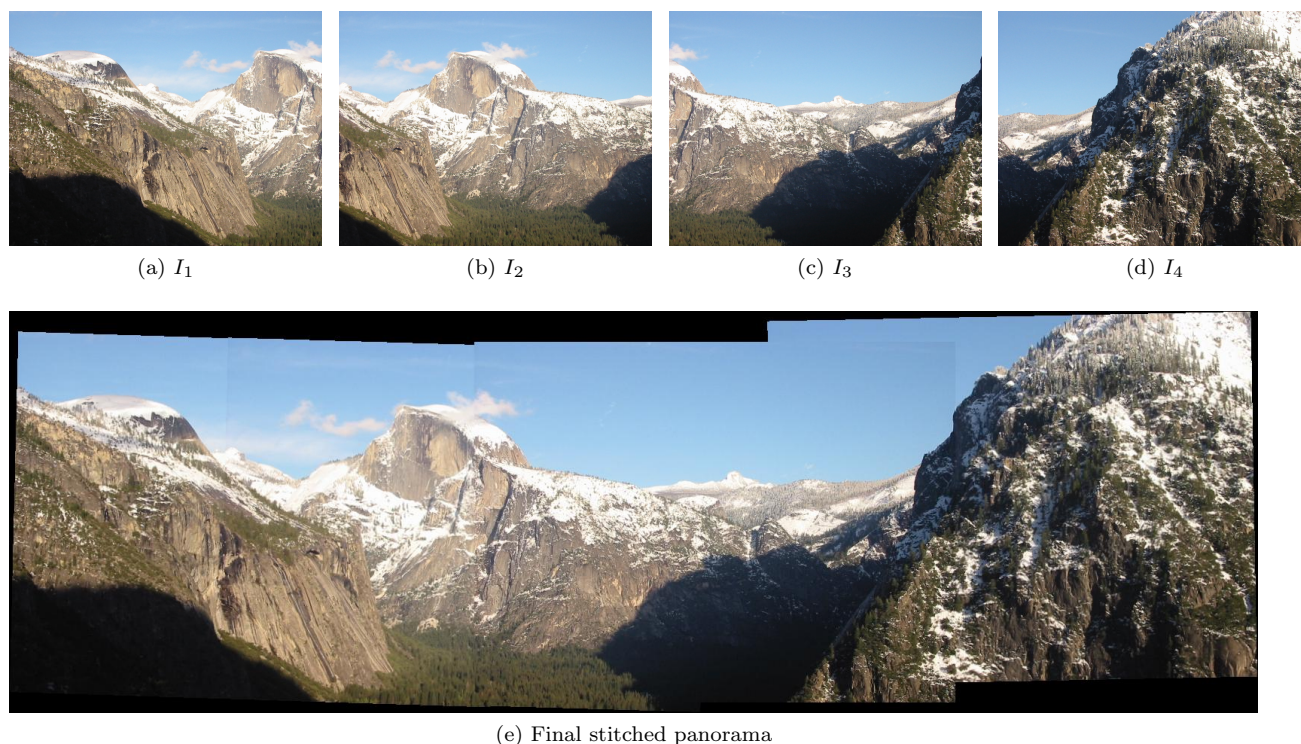 (a) I₁
(b) I₂
(c) I₃
(d) I₄
(e) Final stitched panorama